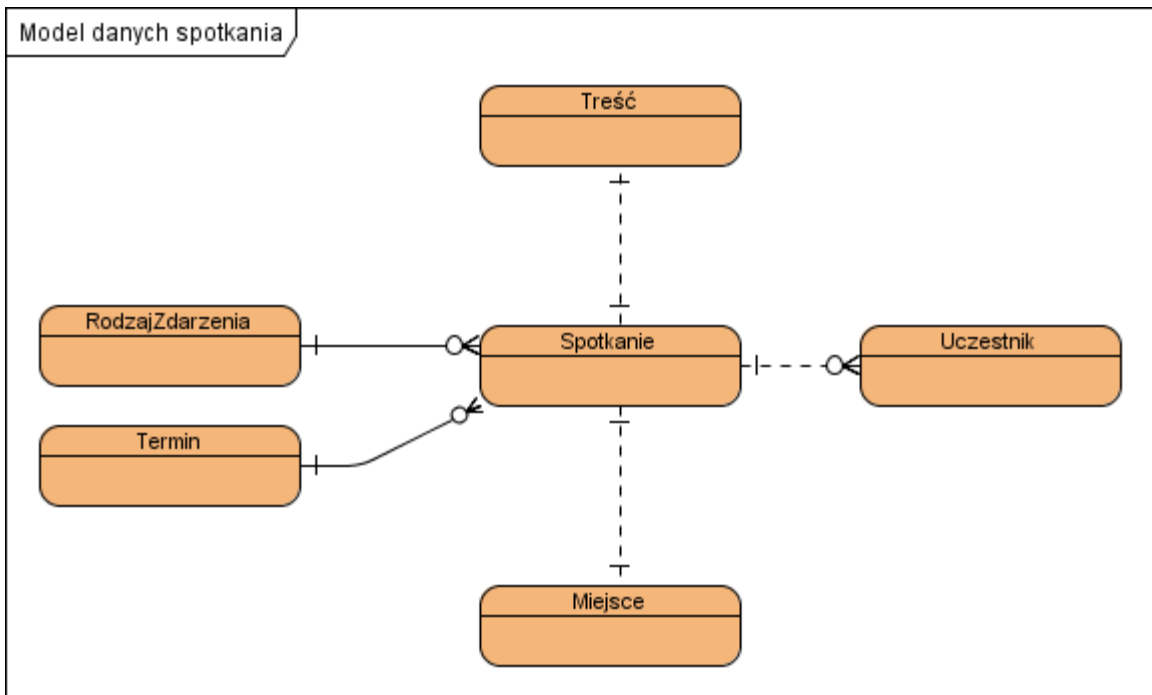 Model danych spotkania
Treść
RodzajZdarzenia
Spotkanie
Uczestnik
Termin
Miejsce